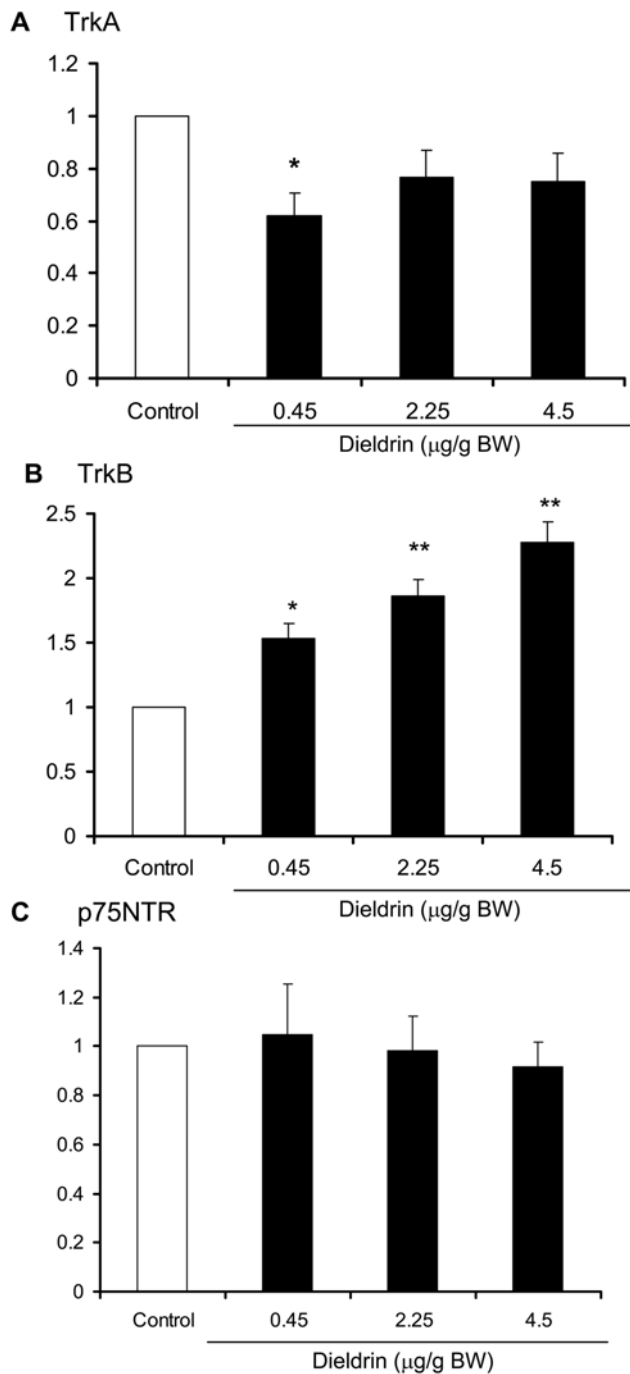 A TrkA
1.2
1
0.8
0.6
0.4
0.2
0
*
Control 0.45 2.25 4.5
Dieldrin (μg/g BW)
B TrkB
2.5
2
1.5
1
0.5
0
* ** **
Control 0.45 2.25 4.5
Dieldrin (μg/g BW)
C p75NTR
1.4
1.2
1
0.8
0.6
0.4
0.2
0
Control 0.45 2.25 4.5
Dieldrin (μg/g BW)